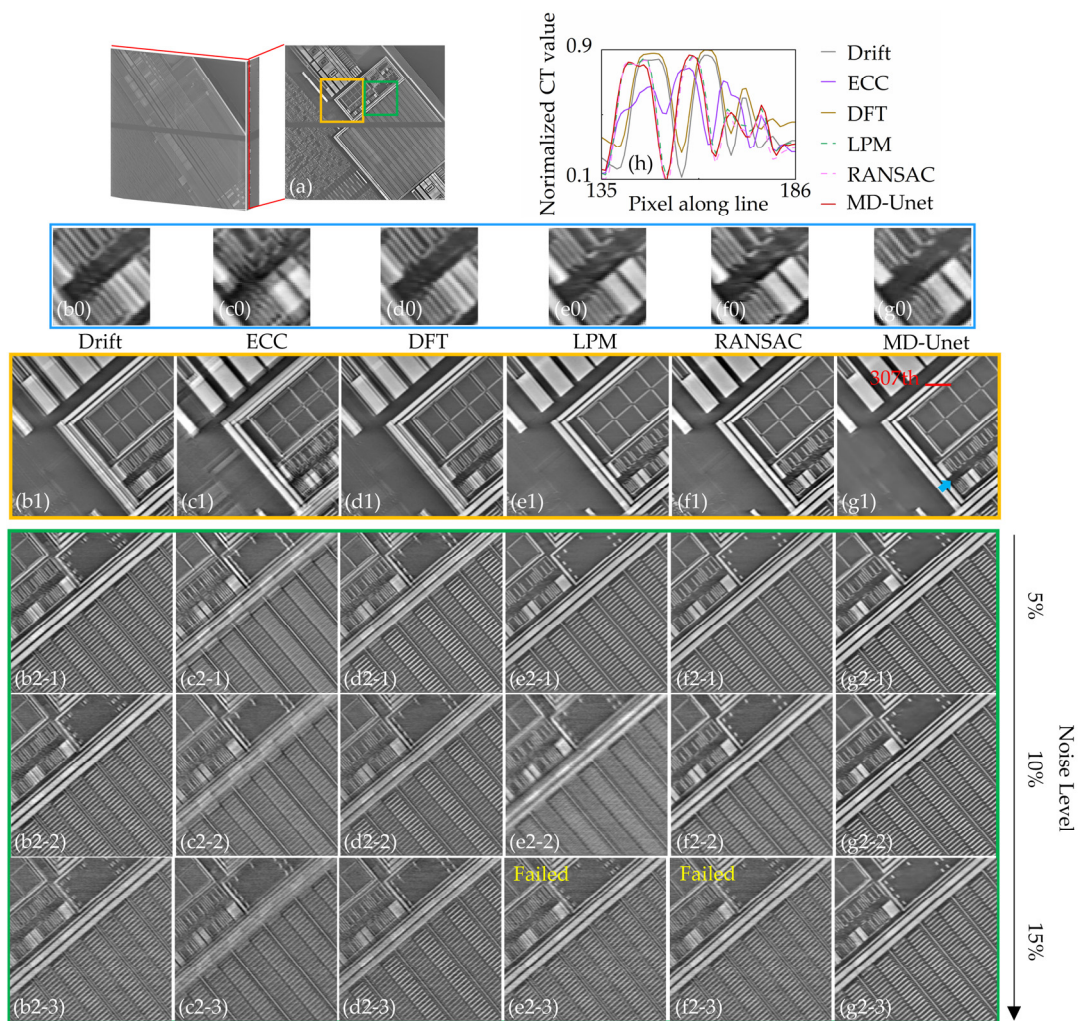 (a)
Norimalized CT value
0.9
0.1
(h)
135
186
Pixel along line
Drift
ECC
DFT
LPM
RANSAC
MD-Unet
(b0)
(c0)
(d0)
(e0)
(f0)
(g0)
Drift
ECC
DFT
LPM
RANSAC
MD-Unet
307th
(b1)
(c1)
(d1)
(e1)
(f1)
(g1)
(b2-1)
(c2-1)
(d2-1)
(e2-1)
(f2-1)
(g2-1)
5%
(b2-2)
(c2-2)
(d2-2)
(e2-2)
(f2-2)
(g2-2)
10%
Noise Level
Failed
Failed
(b2-3)
(c2-3)
(d2-3)
(e2-3)
(f2-3)
(g2-3)
15%